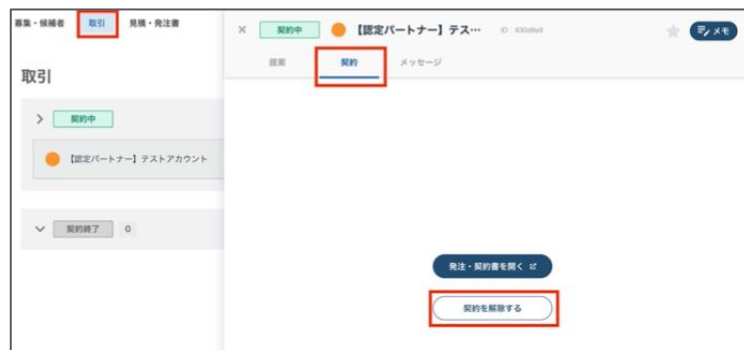 募集・候補者 取引 見積・発注書
取引
契約中
【認定パートナー】テストアカウント
契約終了 0
× 契約中 【認定パートナー】テス… ID : 930d8e9 メモ
提案 契約 メッセージ
発注・契約書を開く
契約を解除する